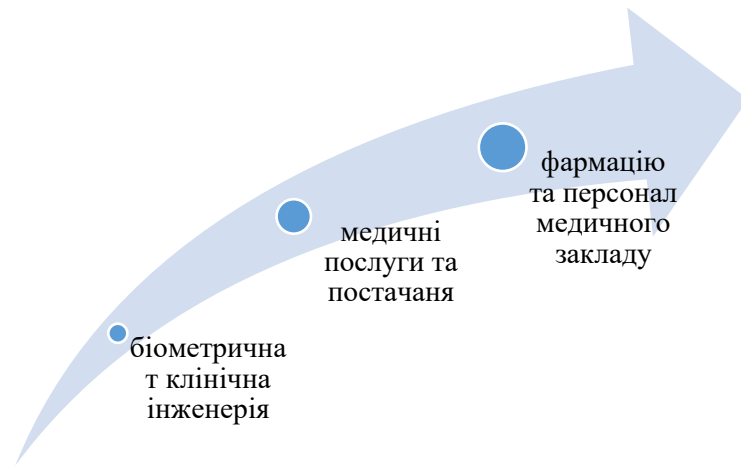 фармацію
та персонал
медичного
закладу
медичні
послуги та
постачаня
біометрична
т клінічна
інженерія